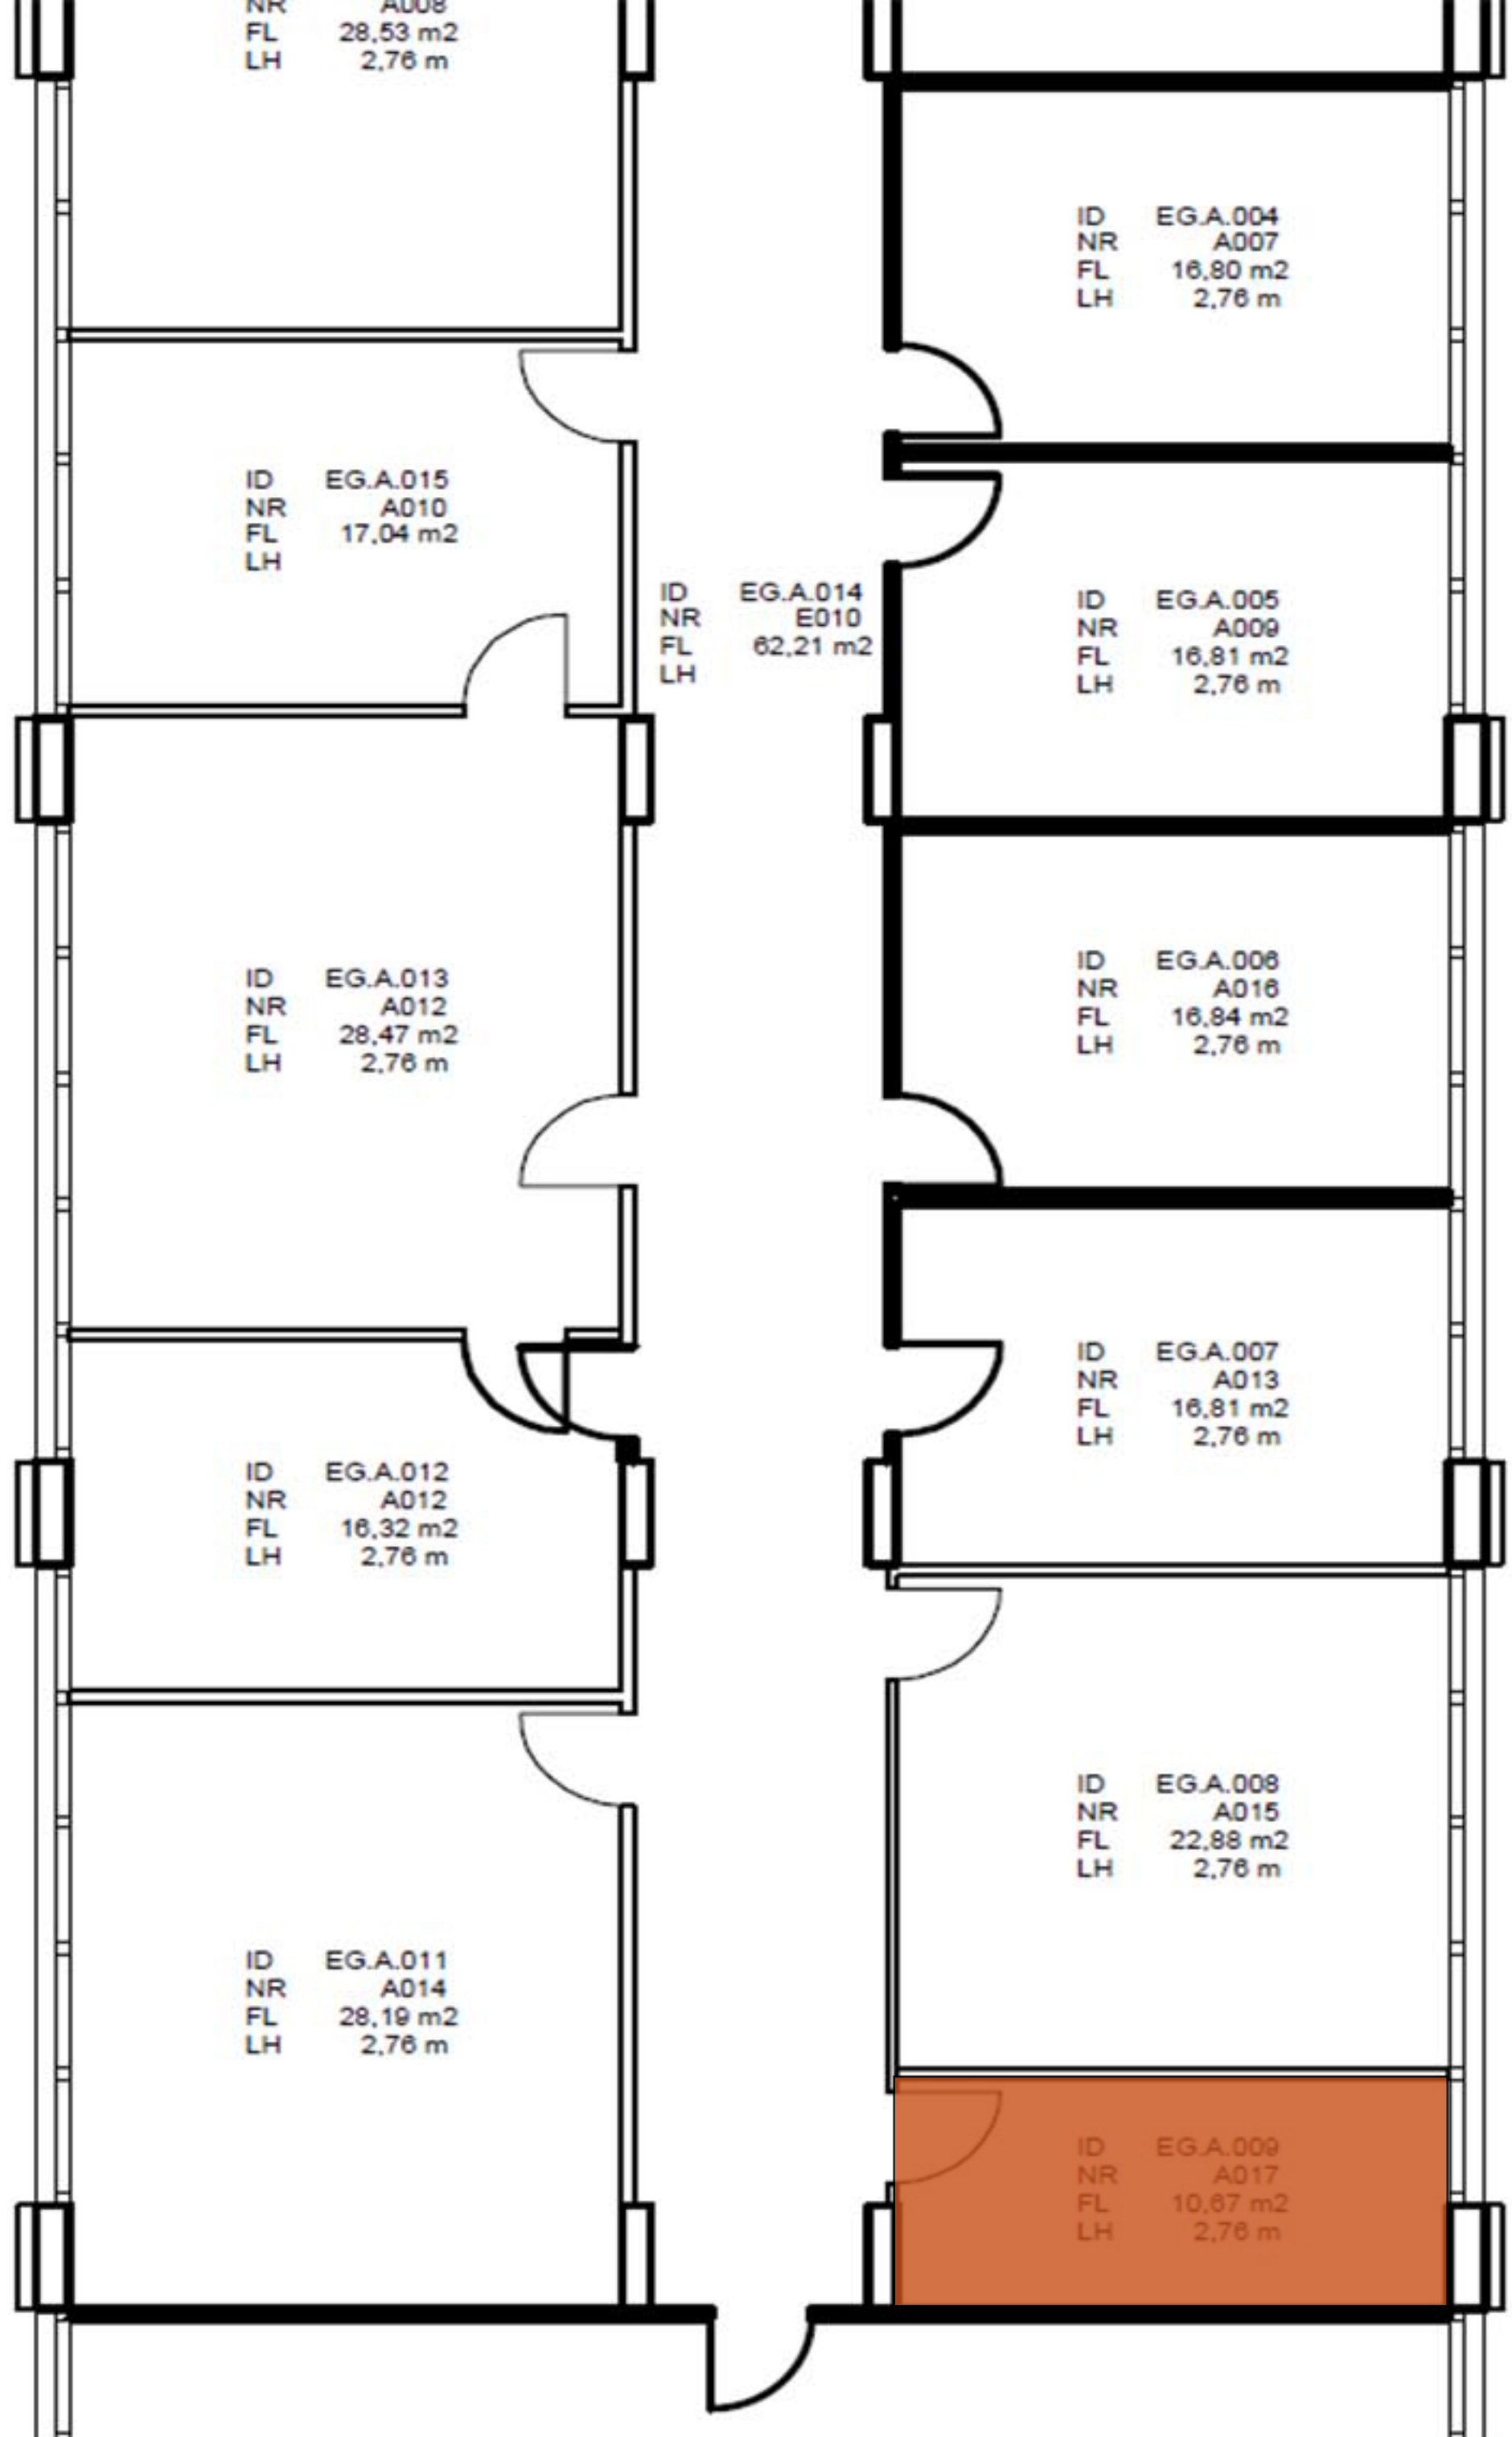 NR A008
FL 28,53 m2
LH 2,76 m
ID EG.A.004
NR A007
FL 16,80 m2
LH 2,76 m
ID EG.A.015
NR A010
FL 17,04 m2
LH
ID EG.A.014
NR E010
FL 62,21 m2
LH
ID EG.A.005
NR A009
FL 16,81 m2
LH 2,76 m
ID EG.A.013
NR A012
FL 28,47 m2
LH 2,76 m
ID EG.A.006
NR A016
FL 16,84 m2
LH 2,76 m
ID EG.A.007
NR A013
FL 16,81 m2
LH 2,76 m
ID EG.A.012
NR A012
FL 16,32 m2
LH 2,76 m
ID EG.A.008
NR A015
FL 22,88 m2
LH 2,76 m
ID EG.A.011
NR A014
FL 28,19 m2
LH 2,76 m
ID EG.A.009
NR A017
FL 10,67 m2
LH 2,76 m